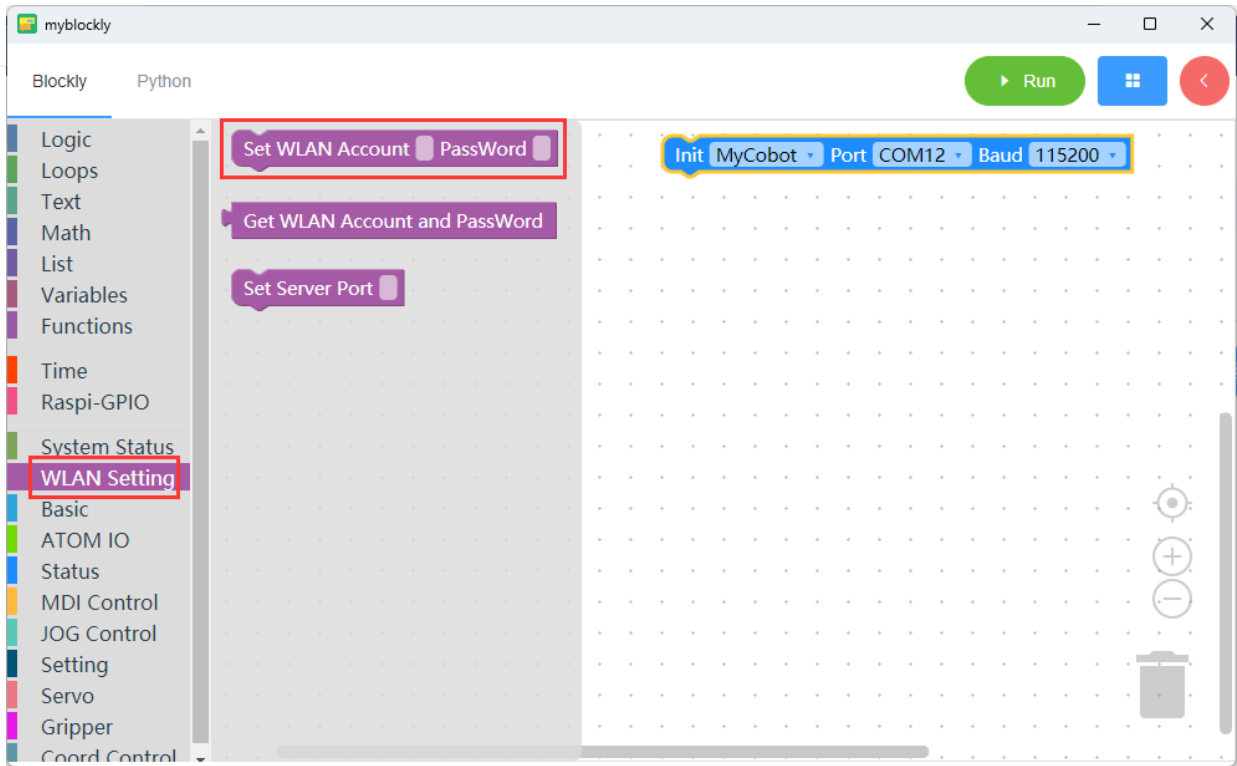 myblockly
Blockly Python Run
Logic
Loops
Text
Math
List
Variables
Functions
Time
Raspi-GPIO
System Status
WLAN Setting
Basic
ATOM IO
Status
MDI Control
JOG Control
Setting
Servo
Gripper
Coord Control
Set WLAN Account PassWord
Get WLAN Account and PassWord
Set Server Port
Init MyCobot Port COM12 Baud 115200